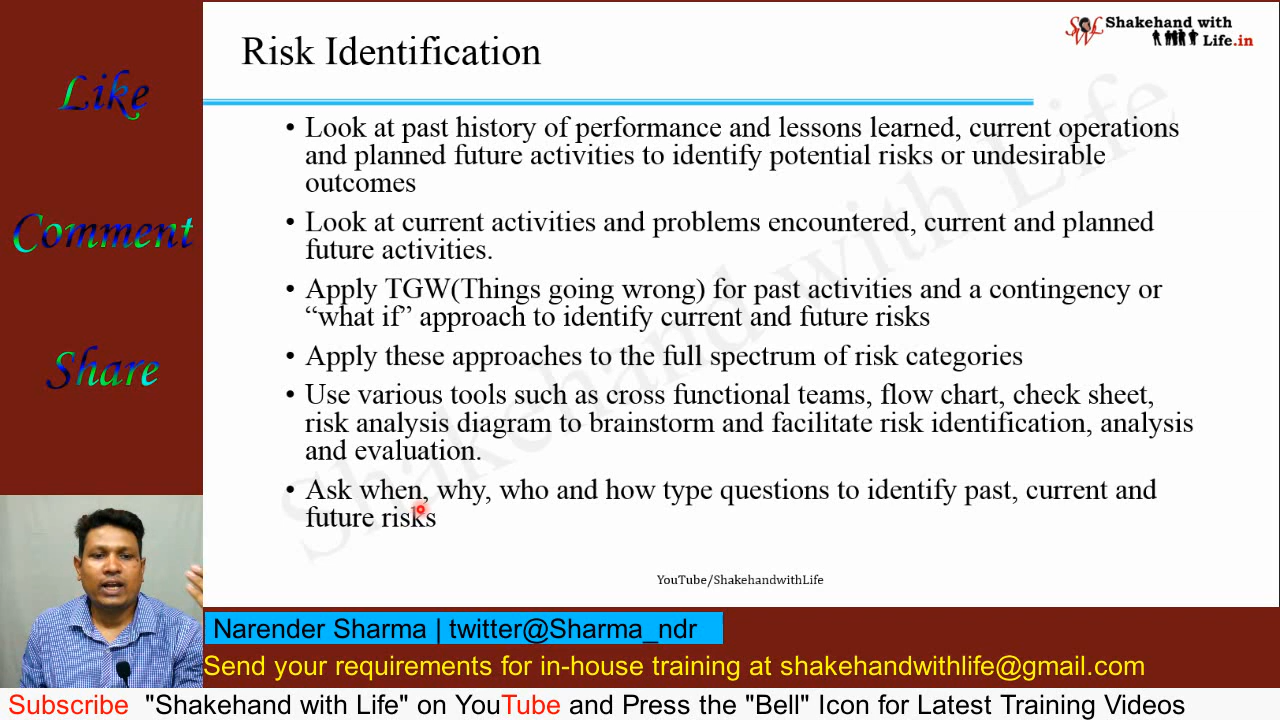 Like
Comment
Share
Risk Identification
SWL
Shakehand with
Life.in
• Look at past history of performance and lessons learned, current operations
and planned future activities to identify potential risks or undesirable
outcomes
• Look at current activities and problems encountered, current and planned
future activities.
• Apply TGW(Things going wrong) for past activities and a contingency or
“what if” approach to identify current and future risks
• Apply these approaches to the full spectrum of risk categories
• Use various tools such as cross functional teams, flow chart, check sheet,
risk analysis diagram to brainstorm and facilitate risk identification, analysis
and evaluation.
• Ask when, why, who and how type questions to identify past, current and
future risks
Shakehand with Life
YouTube/ShakehandwithLife
Narender Sharma | twitter@Sharma_ndr
Send your requirements for in-house training at shakehandwithlife@gmail.com
Subscribe "Shakehand with Life" on YouTube and Press the "Bell" Icon for Latest Training Videos